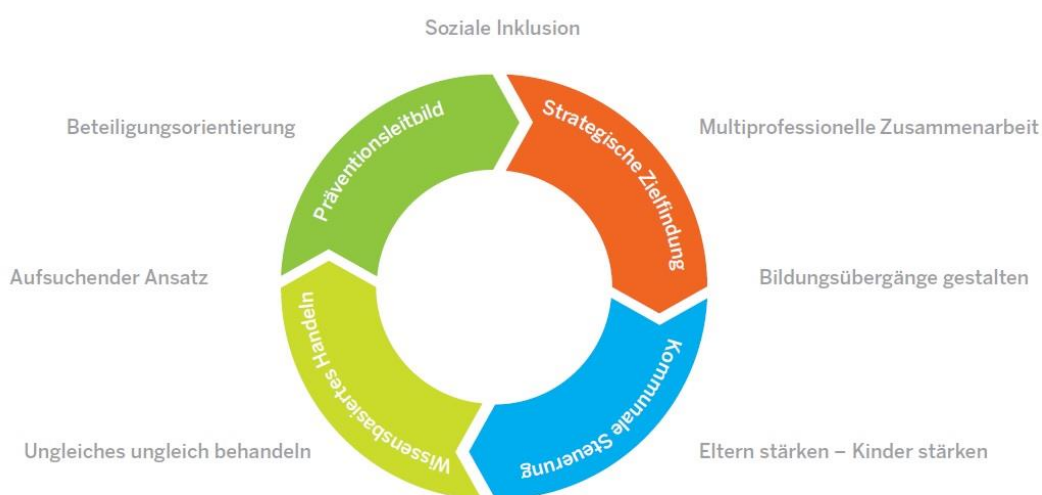 Soziale Inklusion
Beteiligungsorientierung
Multiprofessionelle Zusammenarbeit
Präventionsleitbild
Strategische Zielfindung
Aufsuchender Ansatz
Bildungsübergänge gestalten
Wissensbasiertes Handeln
Kommunale Steuerung
Ungleiches ungleich behandeln
Eltern stärken – Kinder stärken